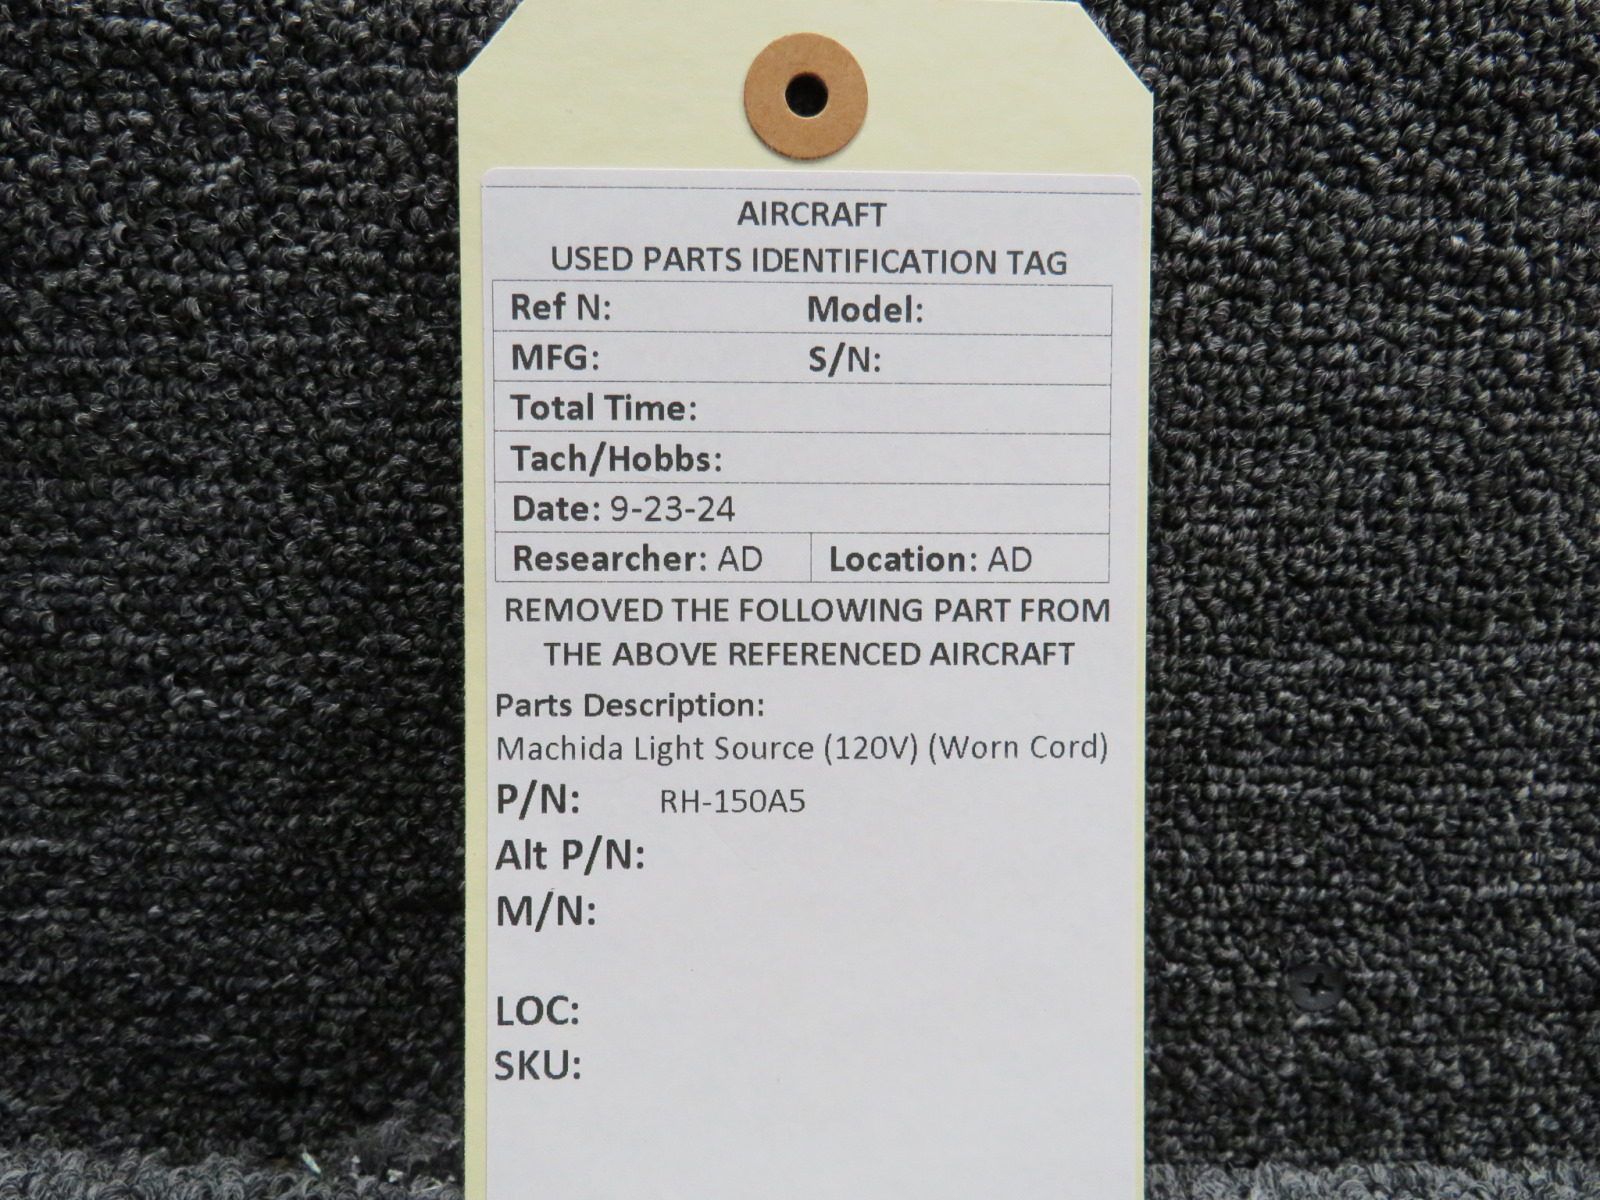 AIRCRAFT
USED PARTS IDENTIFICATION TAG
Ref N: Model:
MFG: S/N:
Total Time:
Tach/Hobbs:
Date: 9-23-24
Researcher: AD Location: AD
REMOVED THE FOLLOWING PART FROM
THE ABOVE REFERENCED AIRCRAFT
Parts Description:
Machida Light Source (120V) (Worn Cord)
P/N: RH-150A5
Alt P/N:
M/N:
LOC:
SKU: